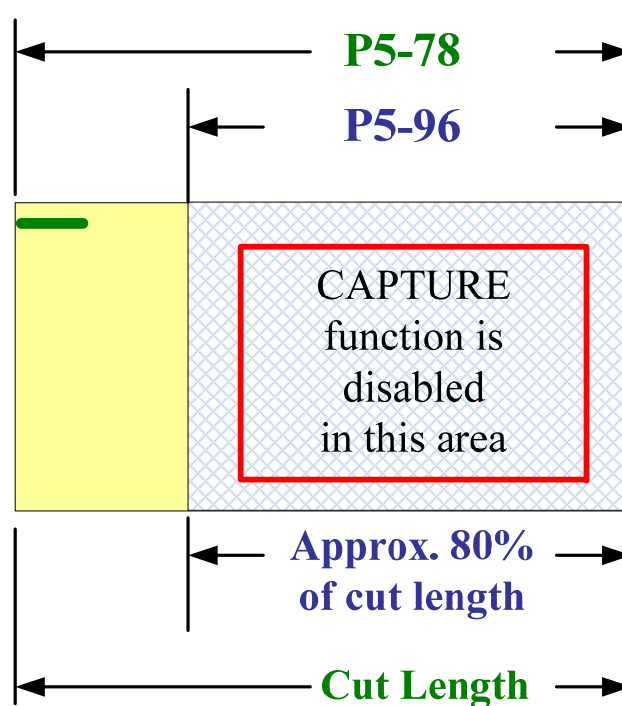 P5-78
P5-96
CAPTURE
function is
disabled
in this area
Approx. 80%
of cut length
Cut Length